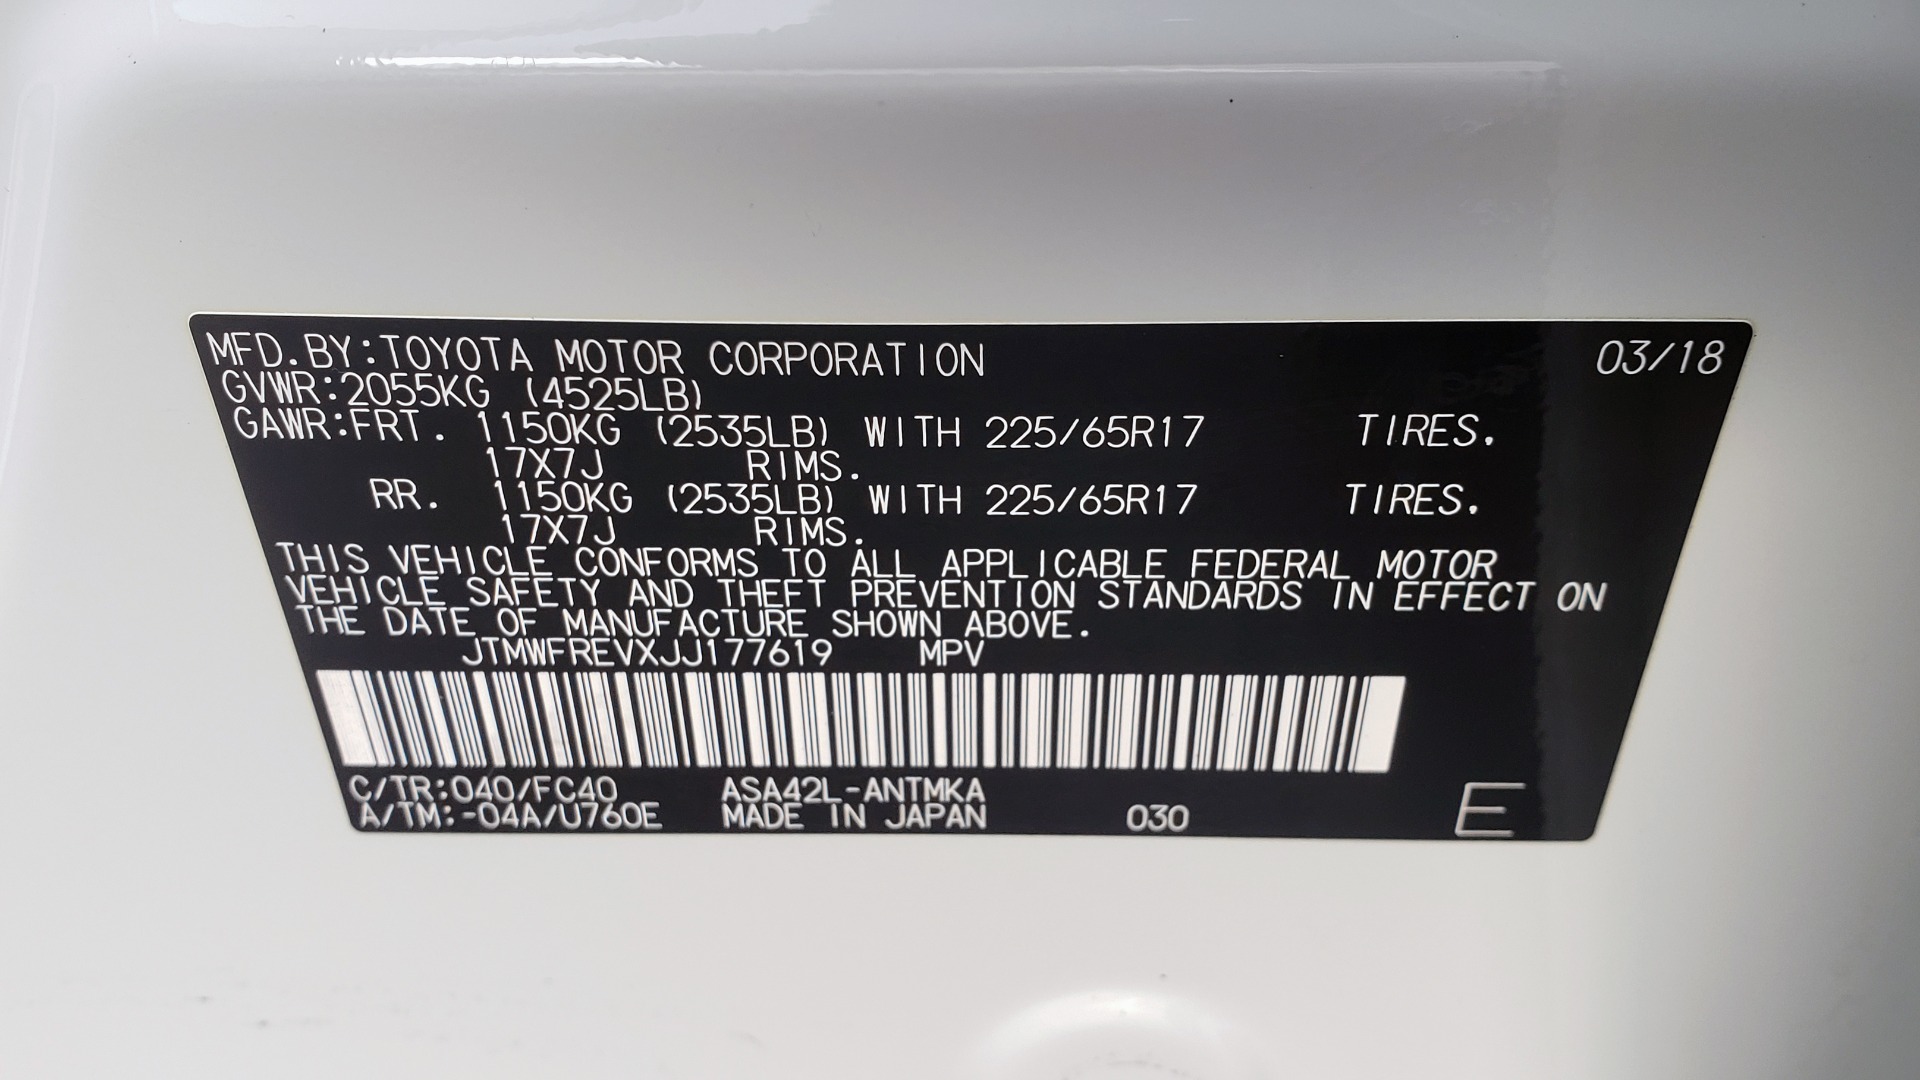 MFD.BY:TOYOTA MOTOR CORPORATION 03/18
GVWR:2055KG (4525LB)
GAWR:FRT. 1150KG (2535LB) WITH 225/65R17 TIRES.
17X7J RIMS.
RR. 1150KG (2535LB) WITH 225/65R17 TIRES.
17X7J RIMS.
THIS VEHICLE CONFORMS TO ALL APPLICABLE FEDERAL MOTOR
VEHICLE SAFETY AND THEFT PREVENTION STANDARDS IN EFFECT ON
THE DATE OF MANUFACTURE SHOWN ABOVE.
JTMWFREVXJJ177619 MPV
C/TR:040/FC40 ASA42L-ANTMKA
A/TM:-04A/U760E MADE IN JAPAN 030 E